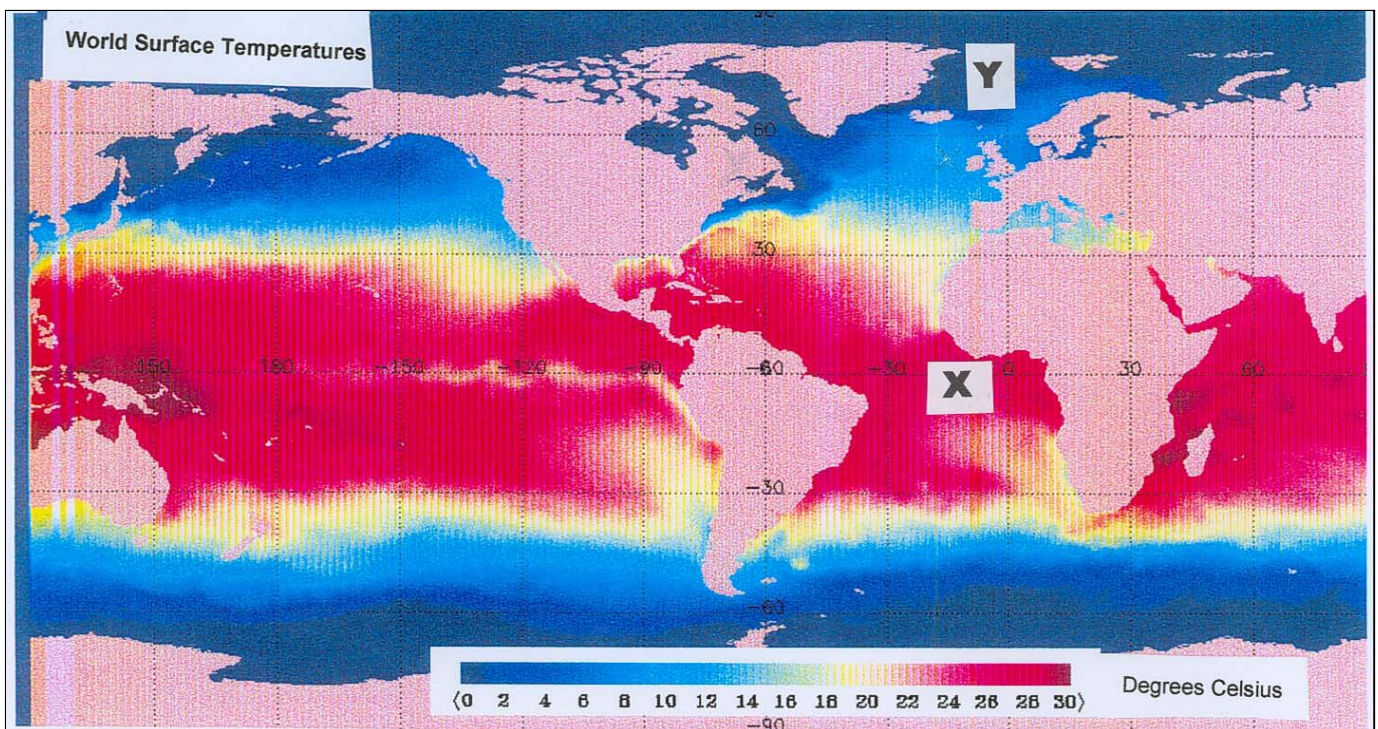 World Surface Temperatures
Y
60
30
150 180 -150 -120 -90 -60 -30 X 0 30 60
-30
-60
⟨0 2 4 6 8 10 12 14 16 18 20 22 24 26 28 30⟩ Degrees Celsius
-90